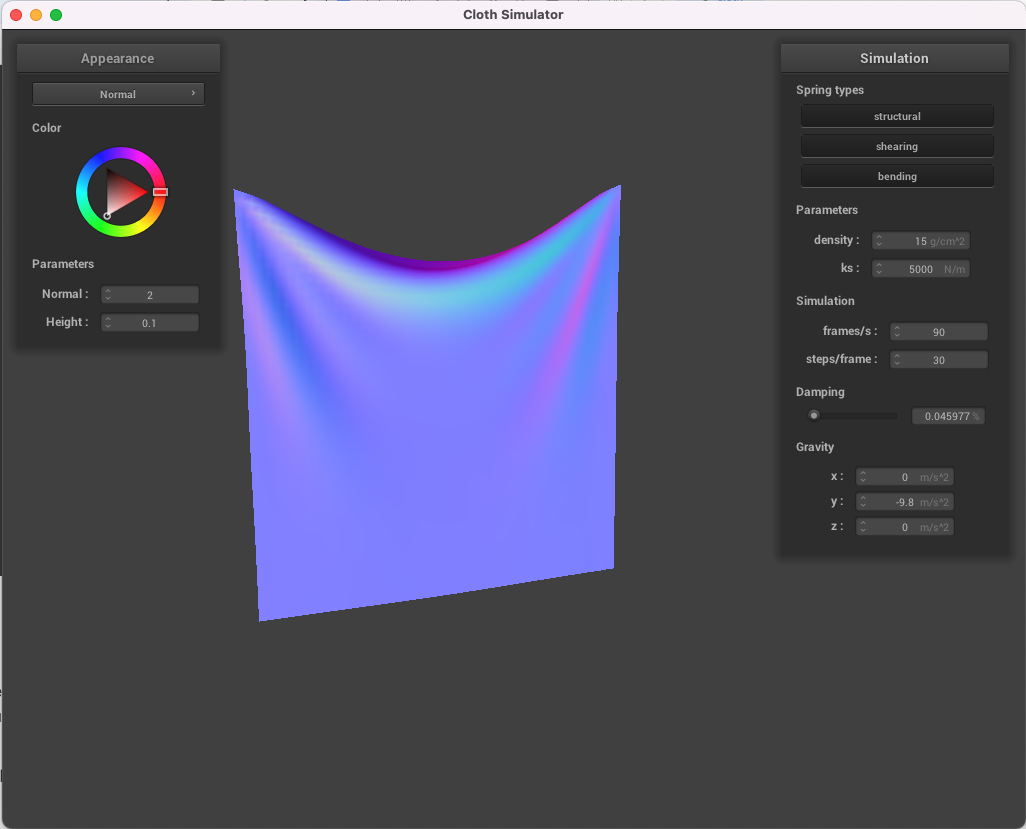 Cloth Simulator
Appearance
Normal
Color
Parameters
Normal : 2
Height : 0.1
Simulation
Spring types
structural
shearing
bending
Parameters
density : 15 g/cm^2
ks : 5000 N/m
Simulation
frames/s : 90
steps/frame : 30
Damping
0.045977 %
Gravity
x : 0 m/s^2
y : -9.8 m/s^2
z : 0 m/s^2